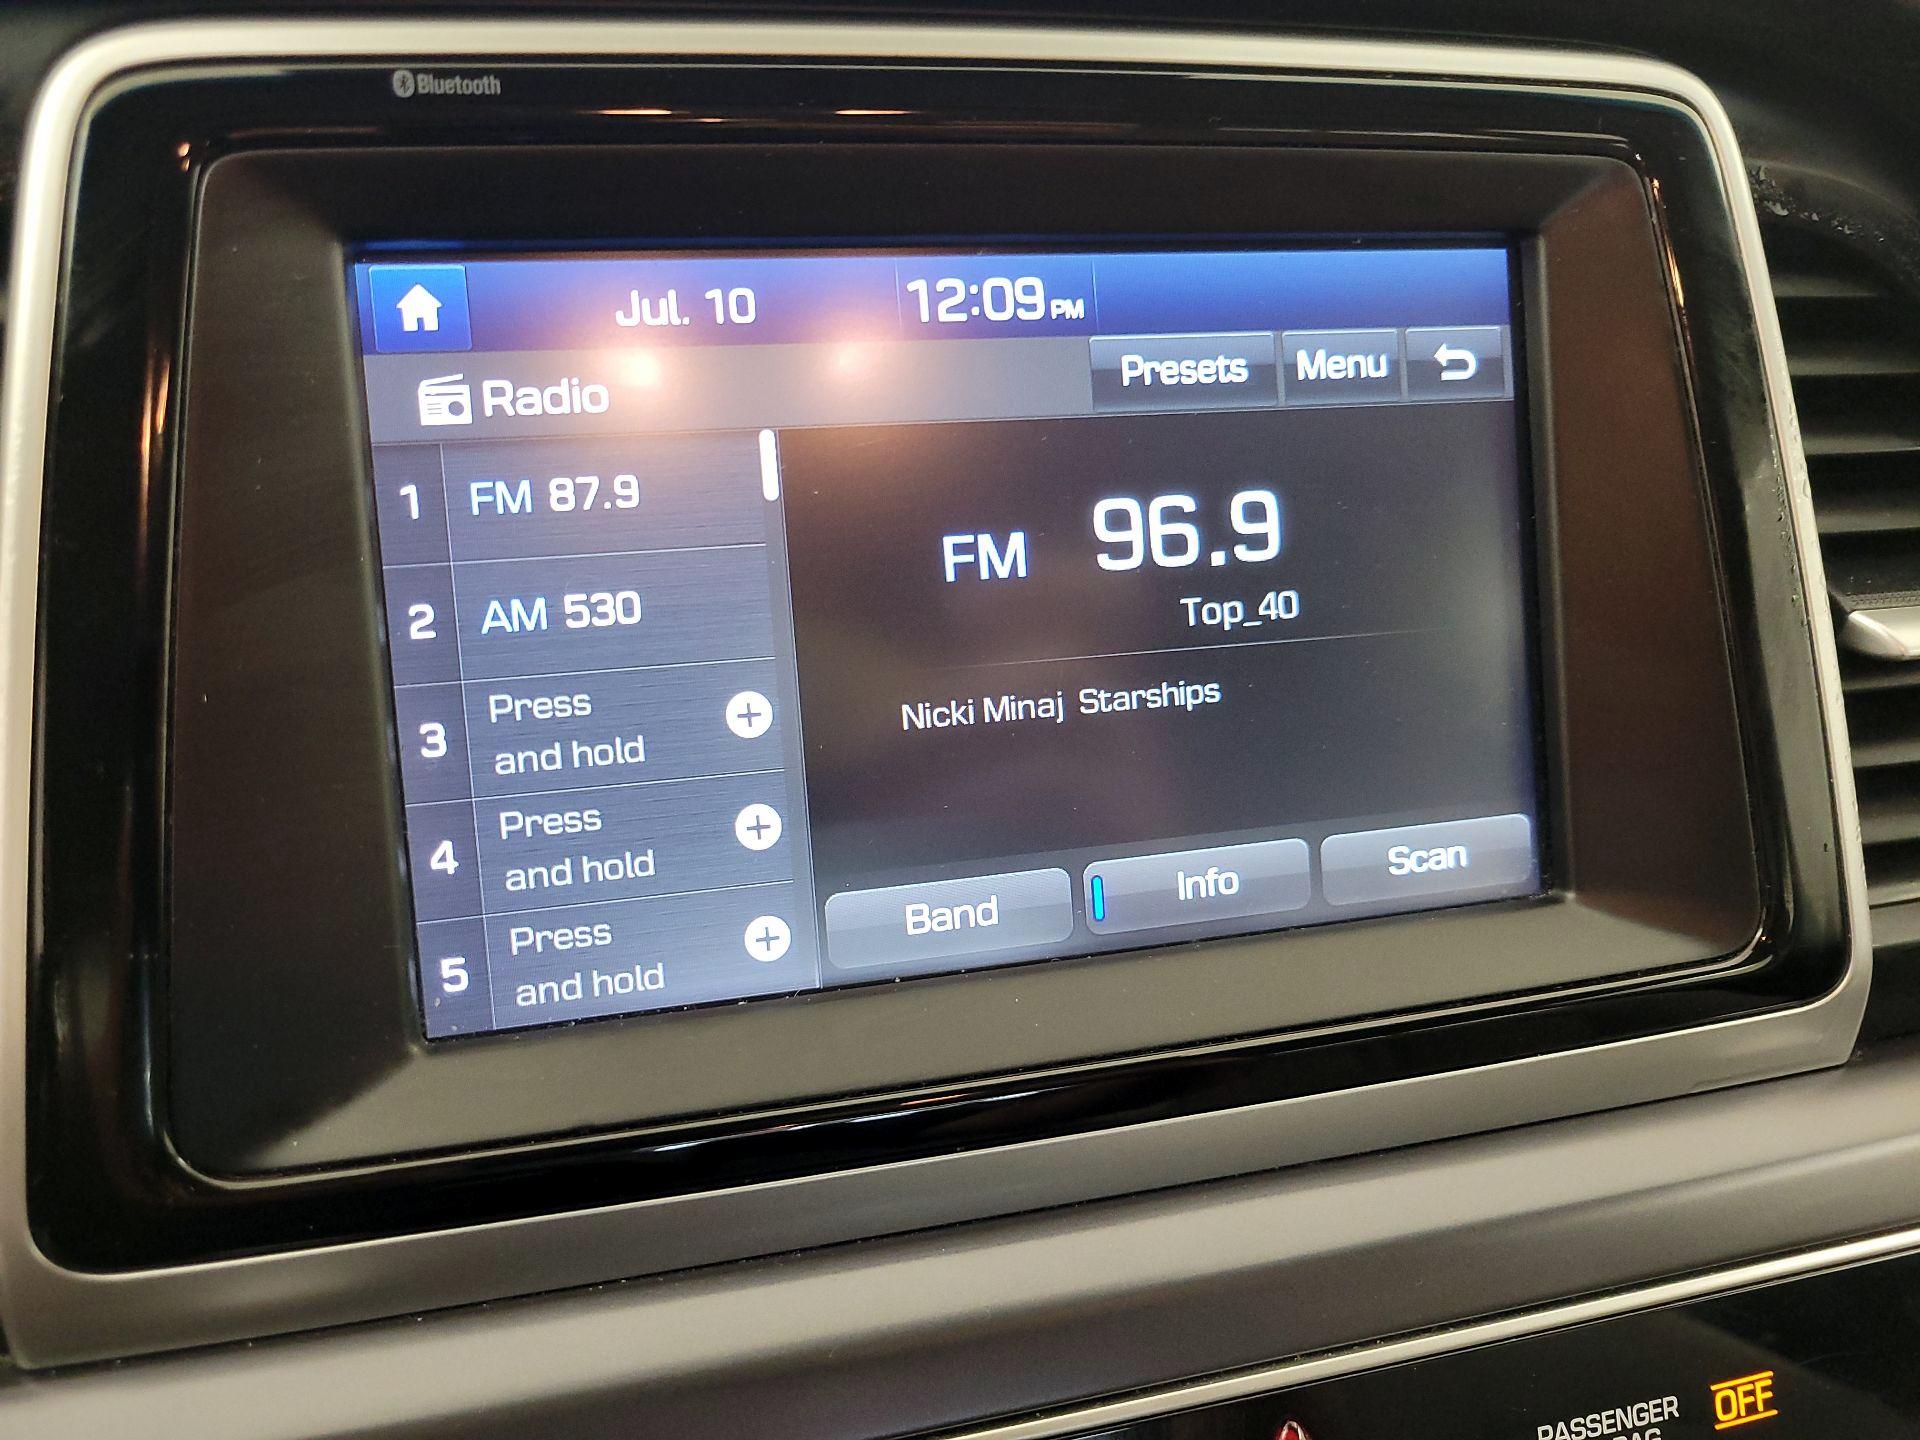 Bluetooth
Jul. 10 12:09 PM
Radio Presets Menu
1 FM 87.9
2 AM 530
3 Press
and hold
4 Press
and hold
5 Press
and hold
FM 96.9
Top_40
Nicki Minaj Starships
Band Info Scan
PASSENGER OFF